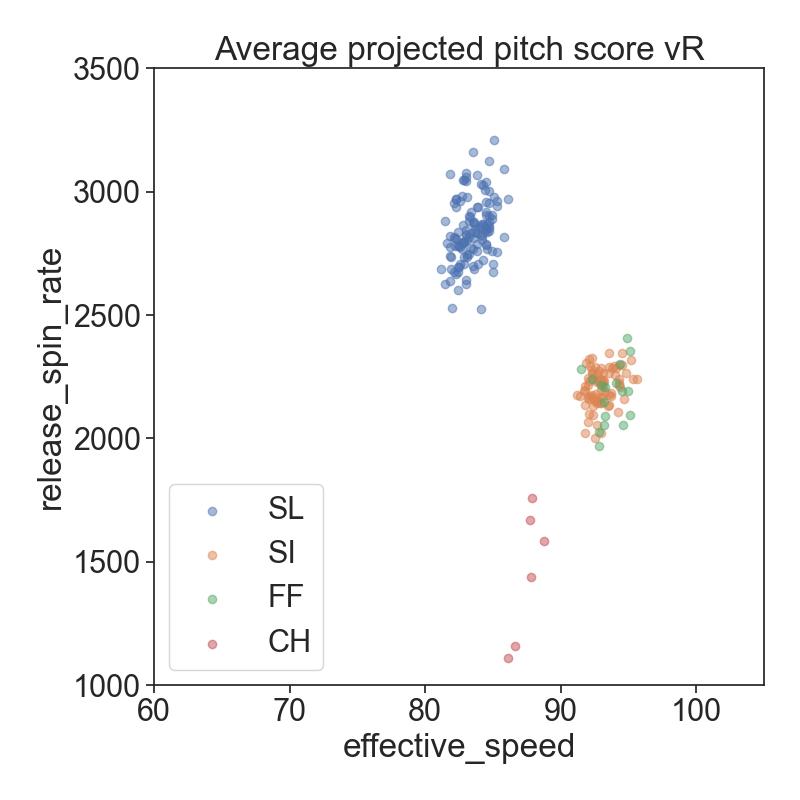 Average projected pitch score vR
3500
3000
2500
2000
1500
1000
release_spin_rate
SL
SI
FF
CH
60
70
80
90
100
effective_speed